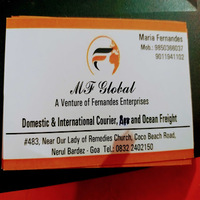 Maria Fernandes
Mob.: 9850366037
9011941102
MF Global
A Venture of Fernandes Enterprises
Domestic & International Courier, and Ocean Freight
#483, Near Our Lady of Remedies Church, Coco Beach Road,
Nerul Bardez - Goa Tel.: 0832 2402150